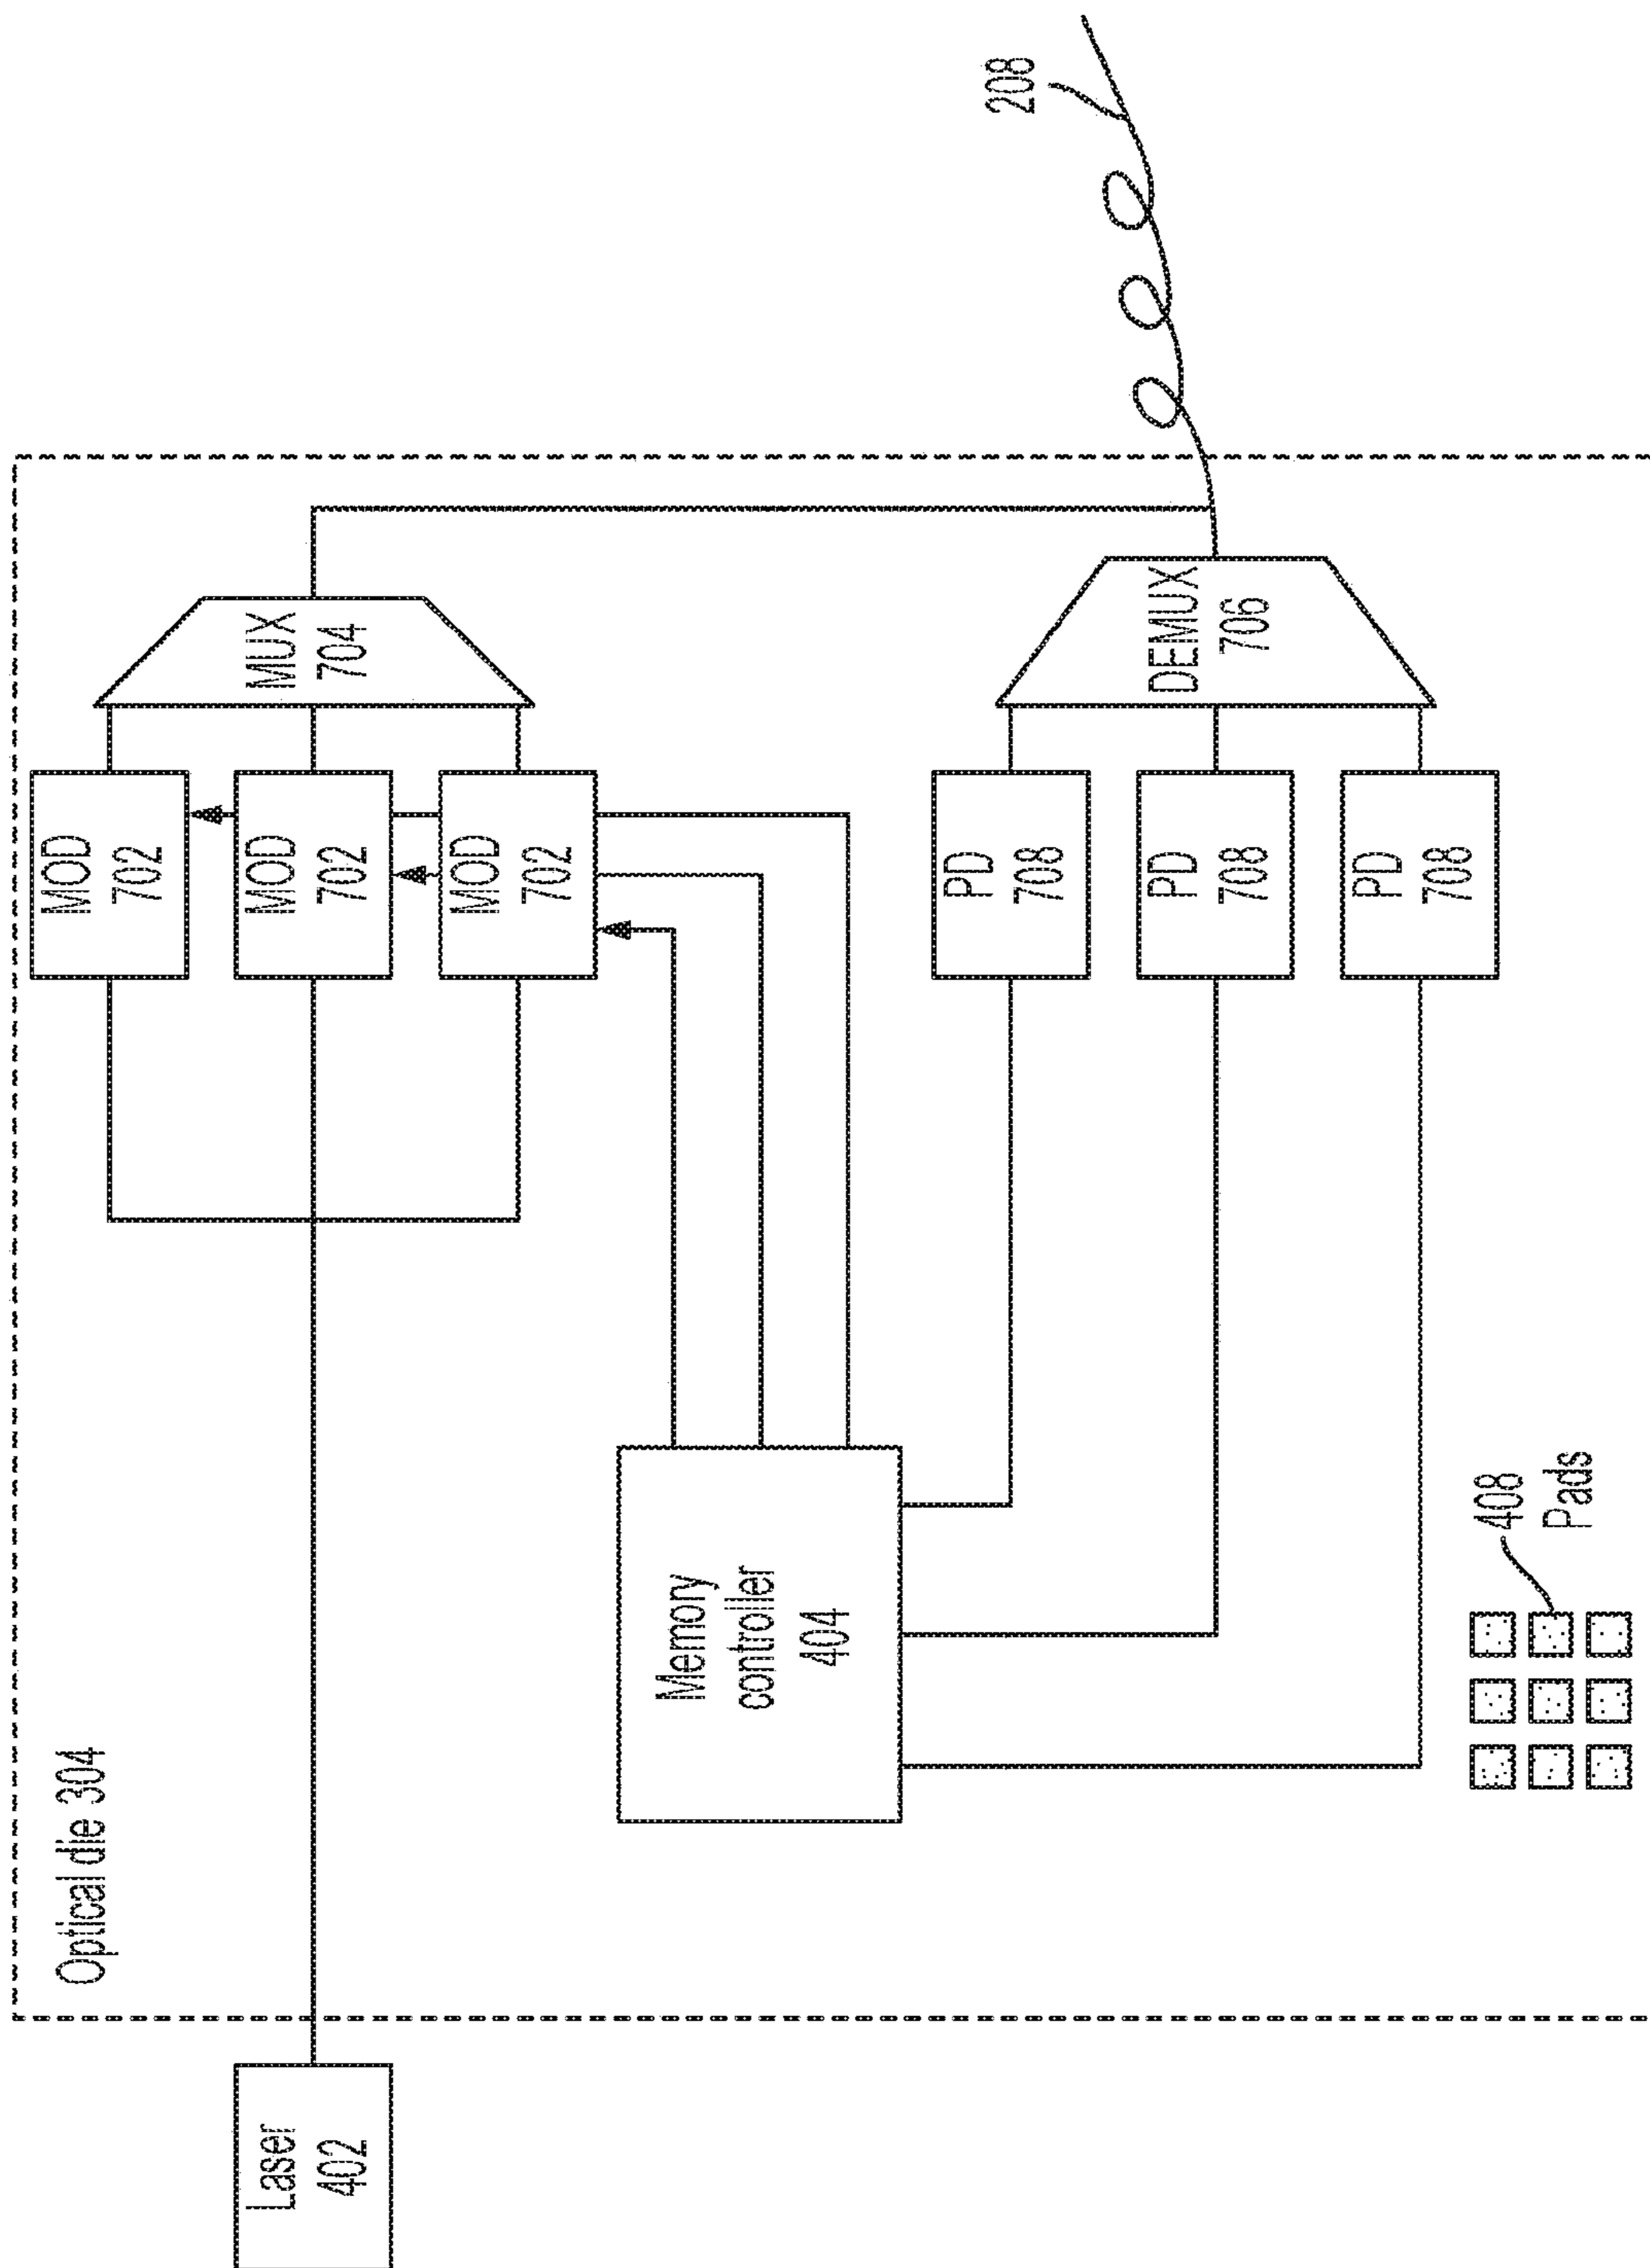 Optical die 304
Laser
402
MOD
702
MOD
702
MOD
702
MUX
704
Memory
controller
404
PD
708
PD
708
PD
708
DEMUX
706
208
408
Pads